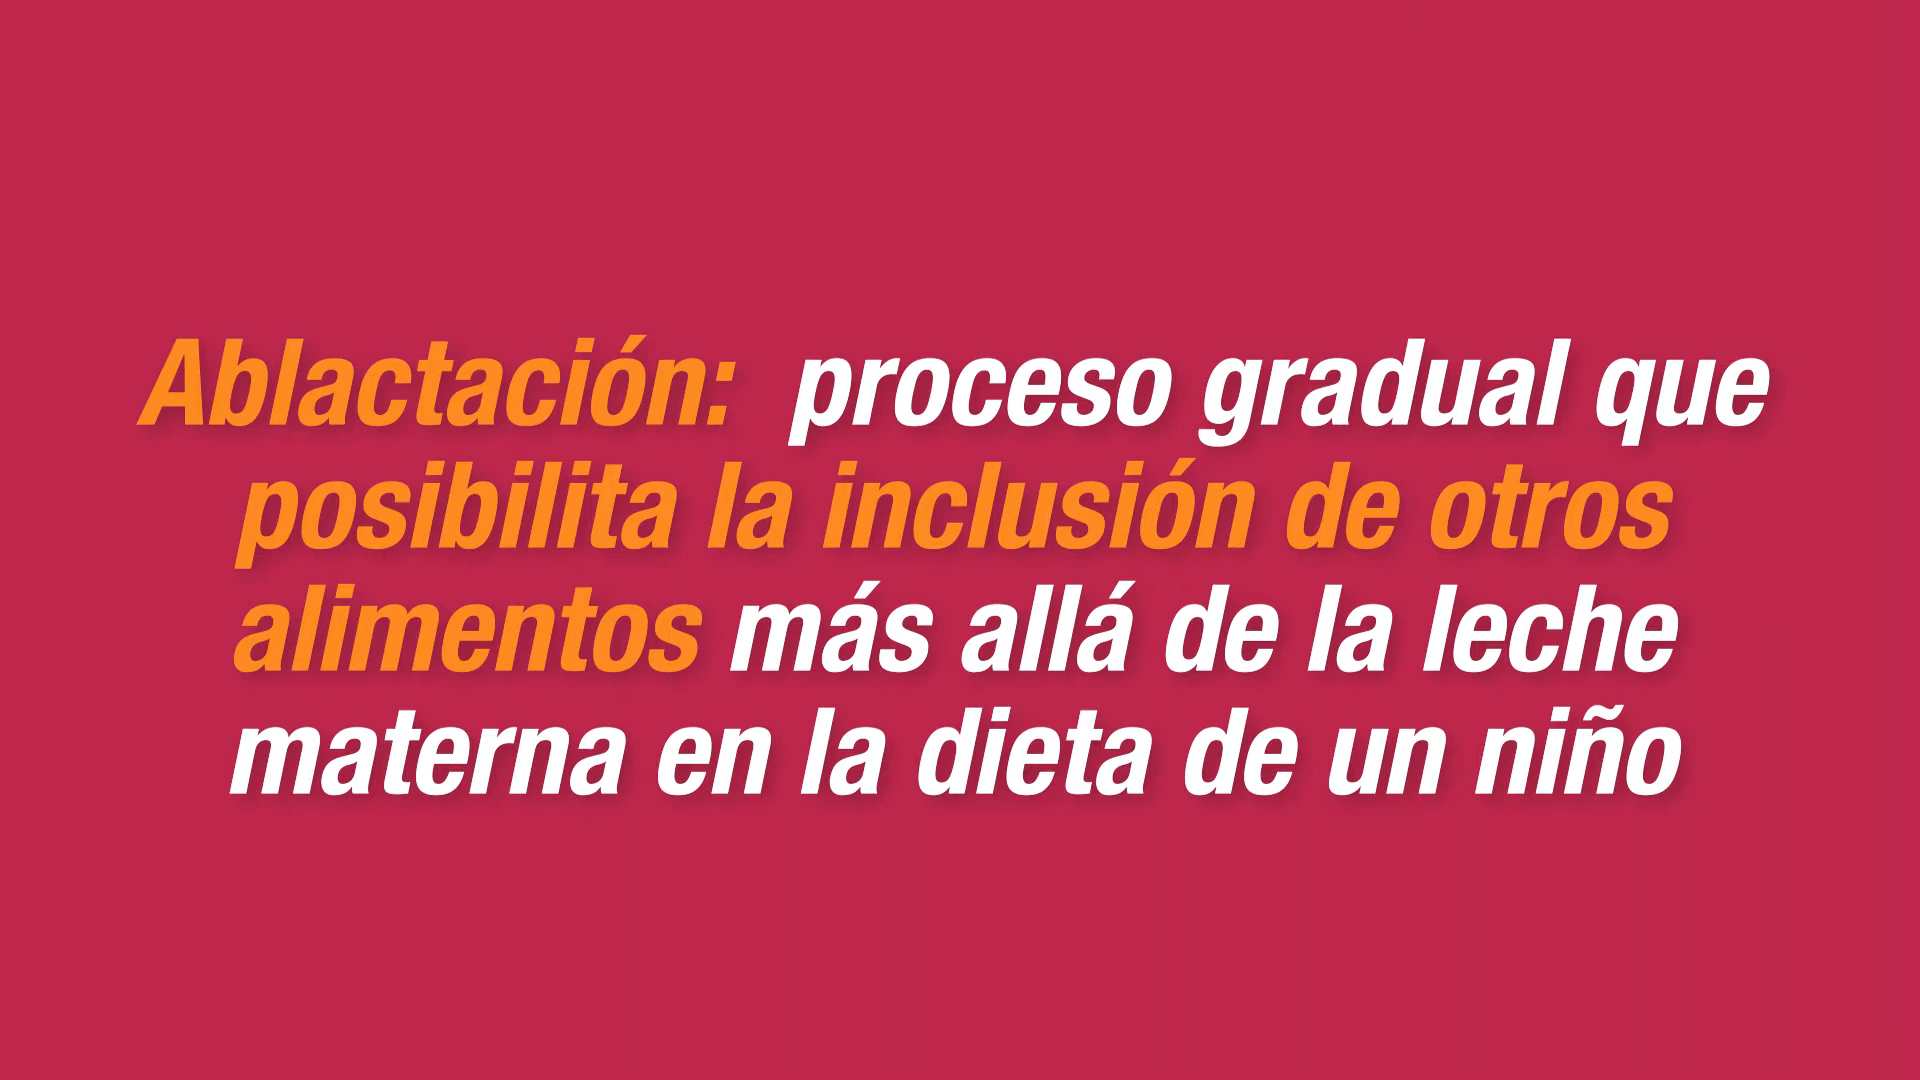 Ablactación: proceso gradual que
posibilita la inclusión de otros
alimentos más allá de la leche
materna en la dieta de un niño